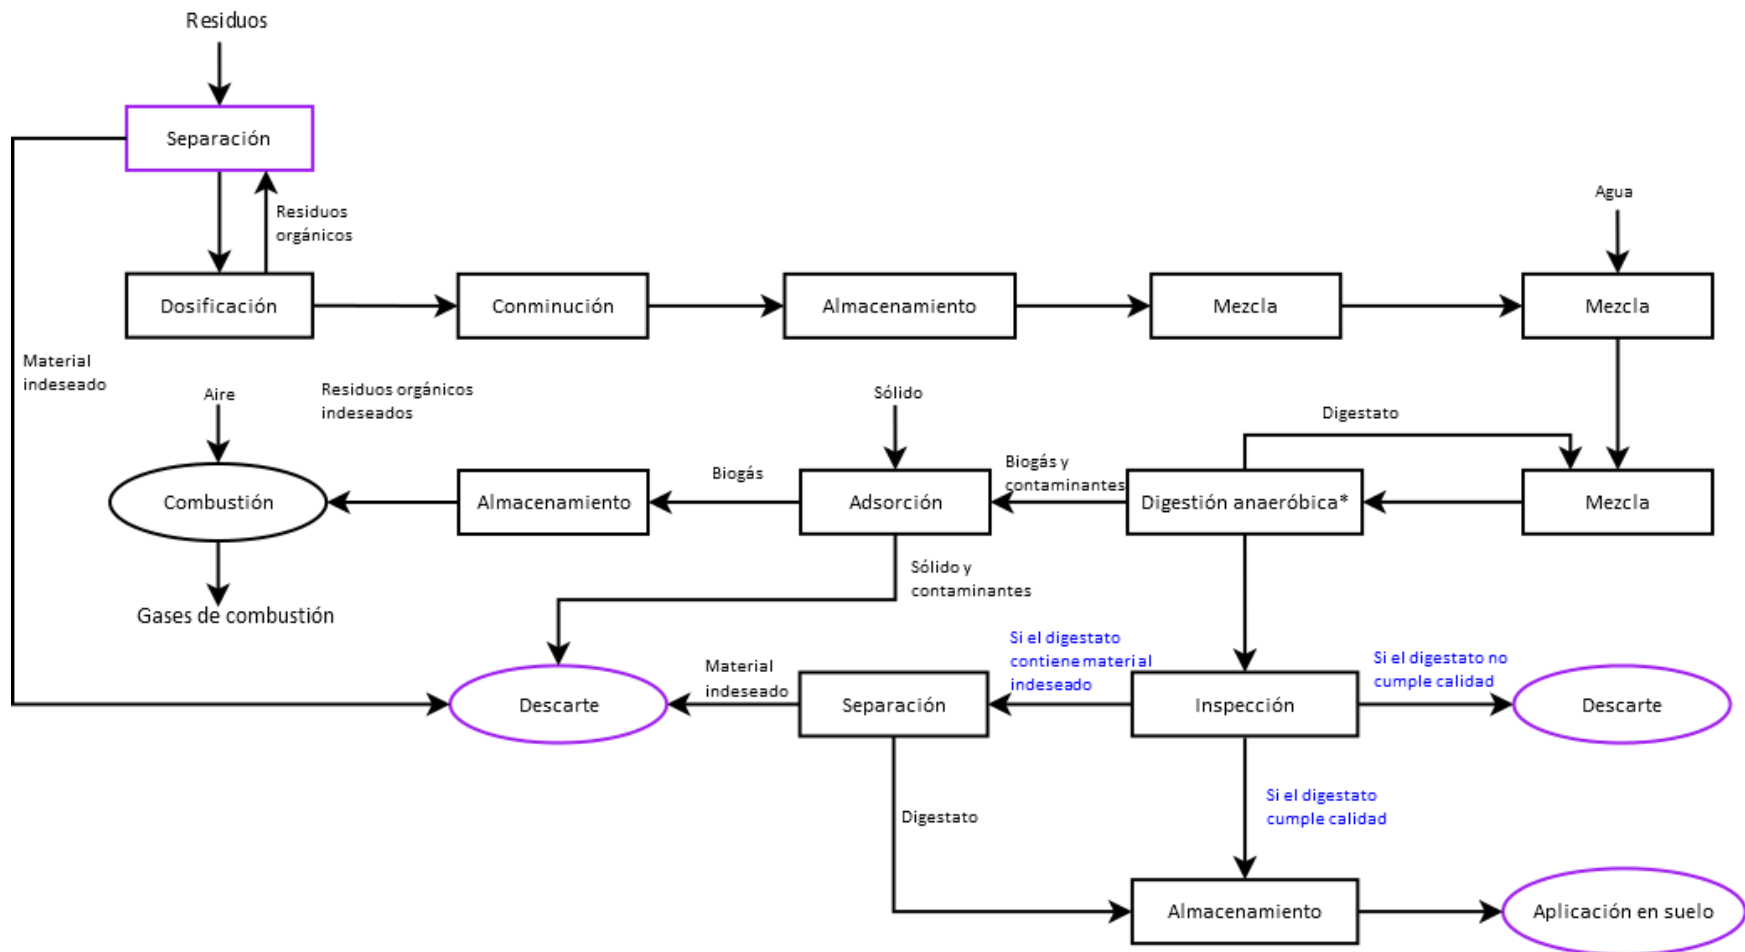 Residuos
Separación
Residuos
orgánicos
Agua
Dosificación
Conminución
Almacenamiento
Mezcla
Mezcla
Material
indeseado
Aire
Residuos orgánicos
indeseados
Sólido
Digestato
Combustión
Almacenamiento
Biogás
Adsorción
Biogás y
contaminantes
Digestión anaeróbica*
Mezcla
Gases de combustión
Sólido y
contaminantes
Descarte
Material
indeseado
Separación
Si el digestato
contiene material
indeseado
Inspección
Si el digestato no
cumple calidad
Descarte
Digestato
Si el digestato
cumple calidad
Almacenamiento
Aplicación en suelo